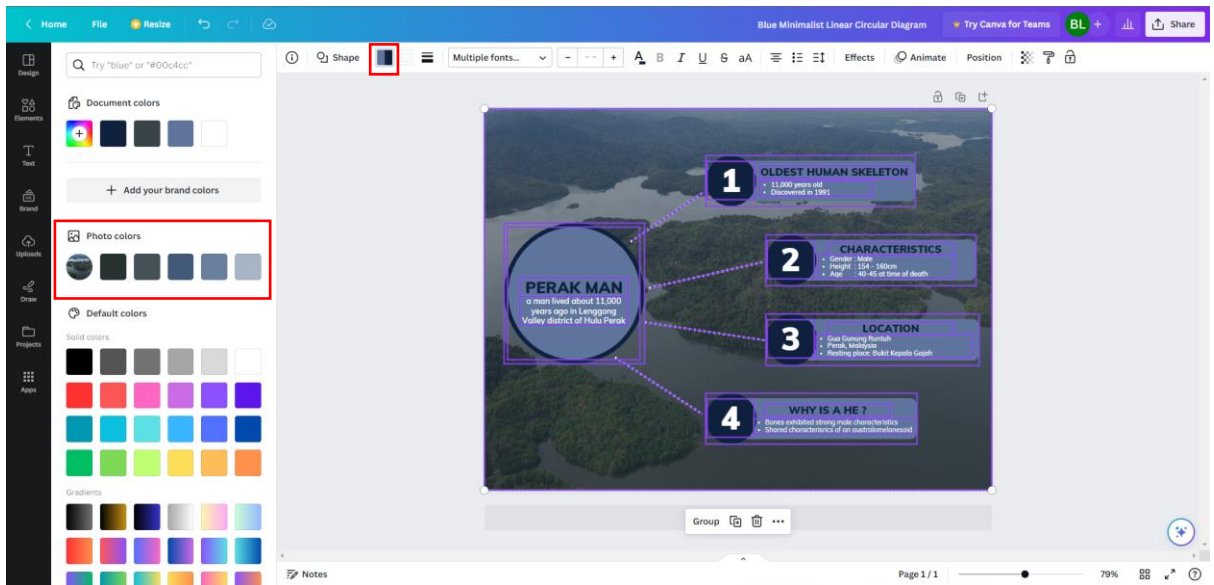 Home File Resize Blue Minimalist Linear Circular Diagram Try Canva for Teams BL + Share
Design
Elements
Text
Brand
Uploads
Draw
Projects
Apps
Try "blue" or "#00c4cc"
Document colors
+ Add your brand colors
Photo colors
Default colors
Solid colors
Gradients
Shape Multiple fonts... - -- + A B I U S aA Effects Animate Position
PERAK MAN
a man lived about 11,000
years ago in Lenggong
Valley district of Hulu Perak
1
OLDEST HUMAN SKELETON
• 11,000 years old
• Discovered in 1991
2
CHARACTERISTICS
• Gender : Male
• Height : 154 - 160cm
• Age : 40-45 at time of death
3
LOCATION
• Gua Gunung Runtuh
• Perak, Malaysia
• Resting place: Bukit Kepala Gajah
4
WHY IS A HE ?
• Bones exhibited strong male characteristics
• Shared characterisrics of an australomelanesoid
Group
Notes Page 1 / 1 79%